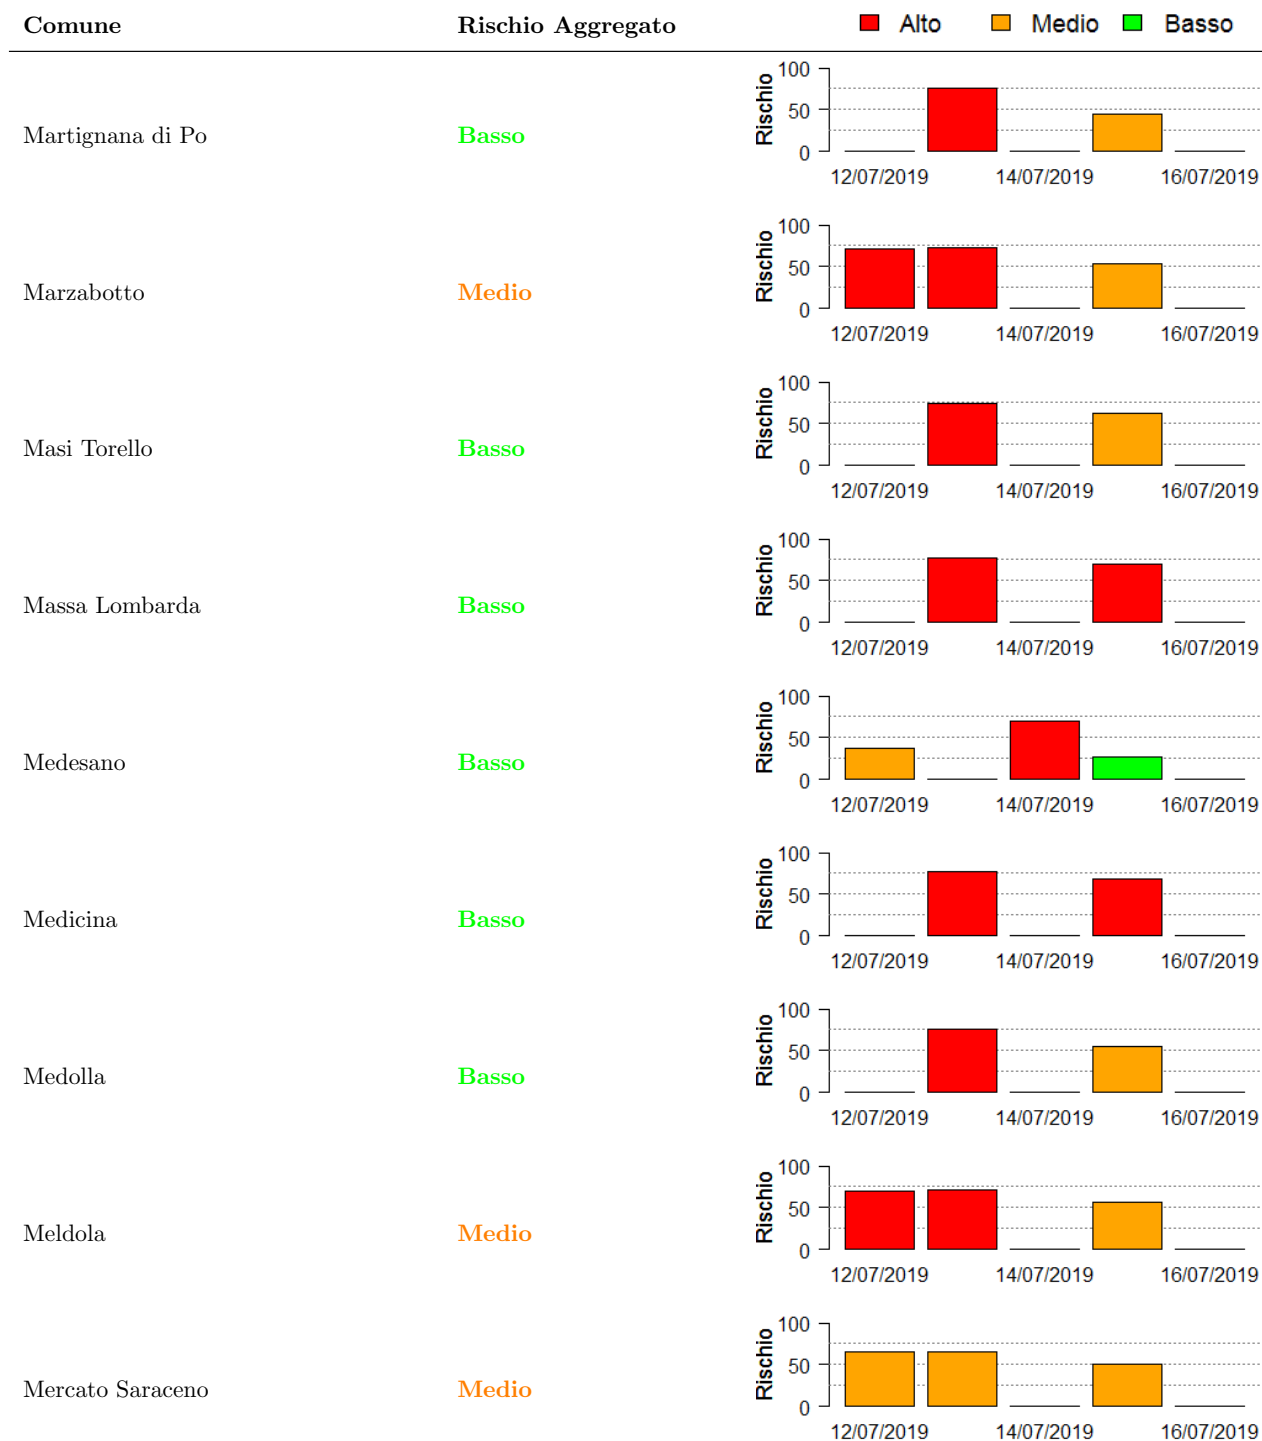 Comune Rischio Aggregato Alto Medio Basso
Martignana di Po Basso Rischio 100 50 0
12/07/2019 14/07/2019 16/07/2019
Marzabotto Medio Rischio 100 50 0
12/07/2019 14/07/2019 16/07/2019
Masi Torello Basso Rischio 100 50 0
12/07/2019 14/07/2019 16/07/2019
Massa Lombarda Basso Rischio 100 50 0
12/07/2019 14/07/2019 16/07/2019
Medesano Basso Rischio 100 50 0
12/07/2019 14/07/2019 16/07/2019
Medicina Basso Rischio 100 50 0
12/07/2019 14/07/2019 16/07/2019
Medolla Basso Rischio 100 50 0
12/07/2019 14/07/2019 16/07/2019
Meldola Medio Rischio 100 50 0
12/07/2019 14/07/2019 16/07/2019
Mercato Saraceno Medio Rischio 100 50 0
12/07/2019 14/07/2019 16/07/2019